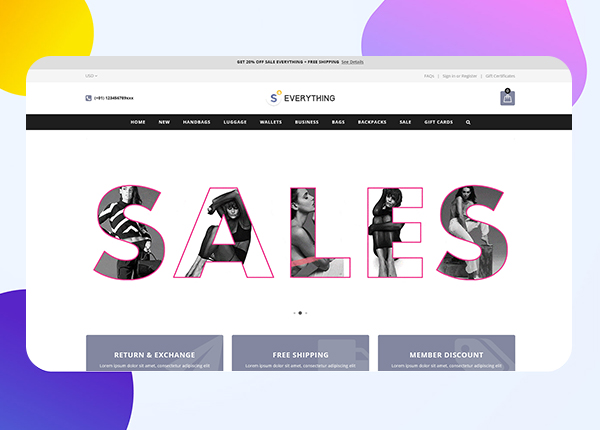 GET 20% OFF SALE EVERYTHING + FREE SHIPPING See Details
USD
FAQs | Sign in or Register | Gift Certificates
(+01) 123456789xxx
S EVERYTHING
0
HOME NEW HANDBAGS LUGGAGE WALLETS BUSINESS BAGS BACKPACKS SALE GIFT CARDS
SALES
RETURN & EXCHANGE FREE SHIPPING MEMBER DISCOUNT
Lorem ipsum dolor sit amet, consectetur adipiscing elit Lorem ipsum dolor sit amet, consectetur adipiscing elit Lorem ipsum dolor sit amet, consectetur adipiscing elit